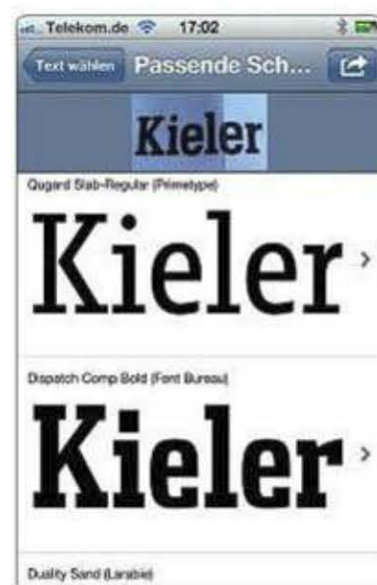 Telekom.de 17:02
Text wählen Passende Sch...
Kieler
Qugard Slab-Regular (Primetype)
Kieler
Dispatch Comp Bold (Font Bureau)
Kieler
Duality Sand (Larabie)